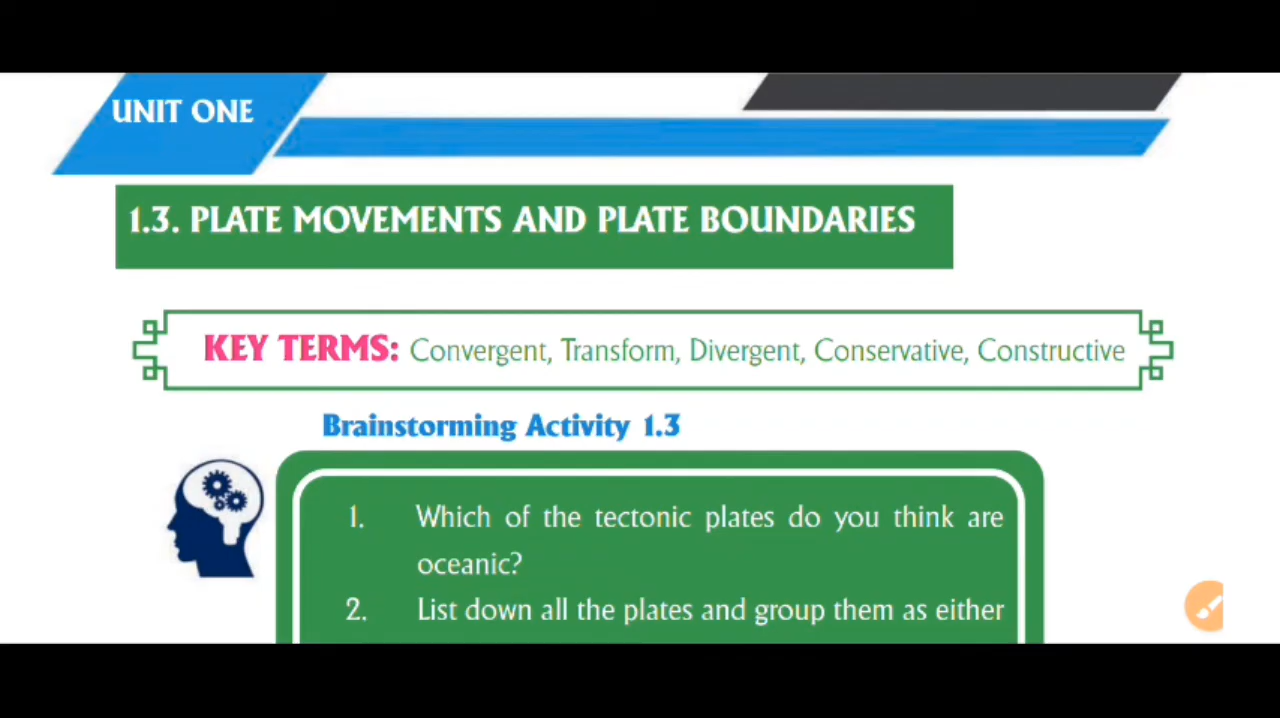 UNIT ONE
1.3. PLATE MOVEMENTS AND PLATE BOUNDARIES
KEY TERMS: Convergent, Transform, Divergent, Conservative, Constructive
Brainstorming Activity 1.3
1. Which of the tectonic plates do you think are
oceanic?
2. List down all the plates and group them as either